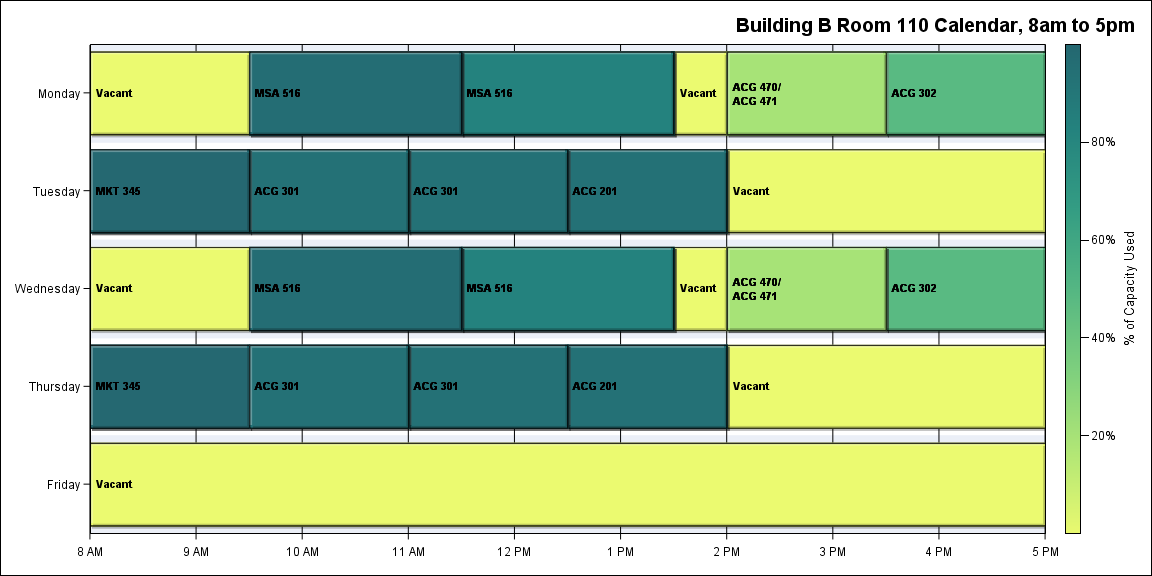 Building B Room 110 Calendar, 8am to 5pm
Monday
Vacant
MSA 516
MSA 516
Vacant
ACG 470/
ACG 471
ACG 302
Tuesday
MKT 345
ACG 301
ACG 301
ACG 201
Vacant
Wednesday
Vacant
MSA 516
MSA 516
Vacant
ACG 470/
ACG 471
ACG 302
Thursday
MKT 345
ACG 301
ACG 301
ACG 201
Vacant
Friday
Vacant
8 AM
9 AM
10 AM
11 AM
12 PM
1 PM
2 PM
3 PM
4 PM
5 PM
80%
60%
40%
20%
% of Capacity Used